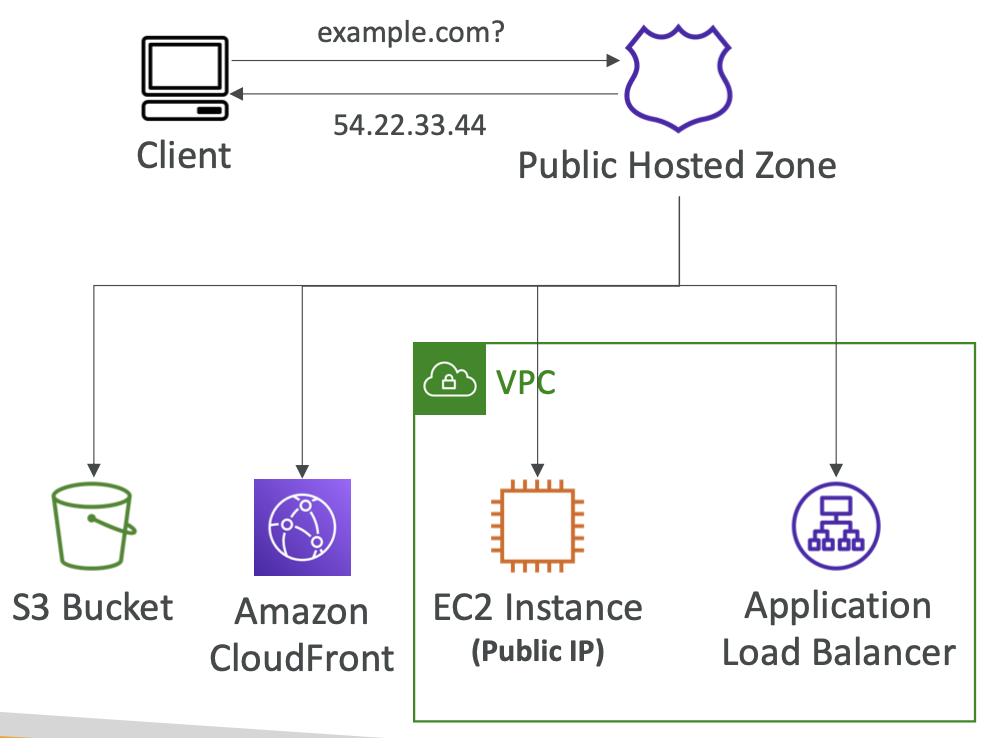 example.com?
54.22.33.44
Client
Public Hosted Zone
VPC
S3 Bucket
Amazon
CloudFront
EC2 Instance
(Public IP)
Application
Load Balancer